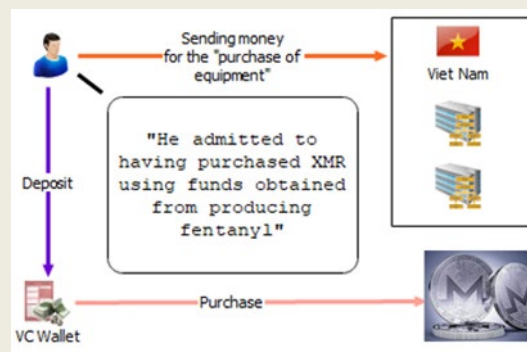 Sending money
for the "purchase of
equipment"
Viet Nam
"He admitted to
having purchased XMR
using funds obtained
from producing
fentanyl"
Deposit
Purchase
VC Wallet